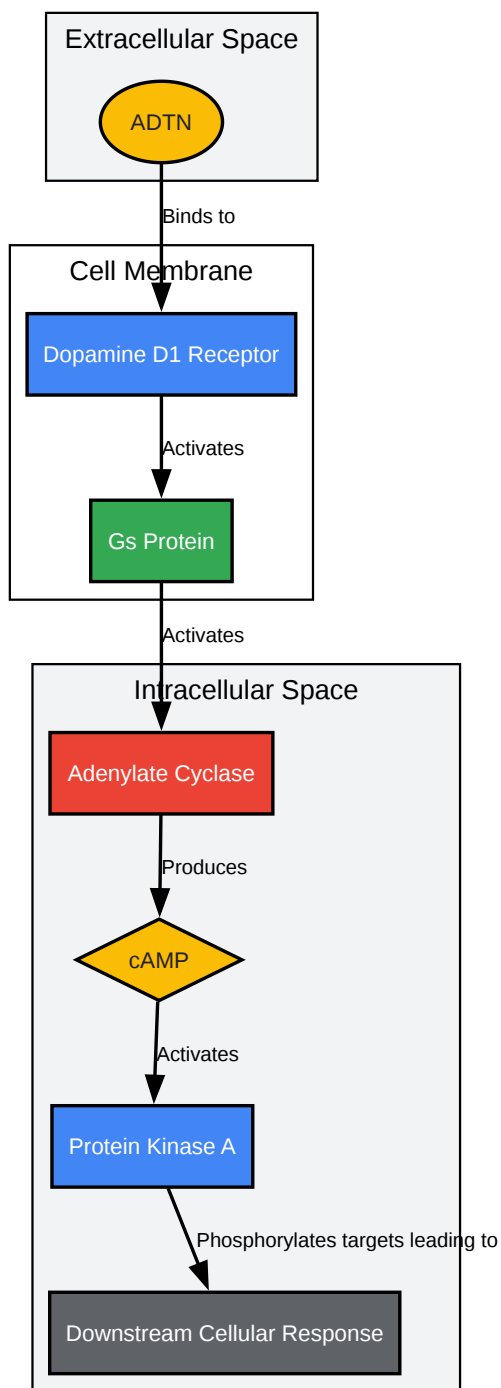 Extracellular Space
ADTN
Binds to
Cell Membrane
Dopamine D1 Receptor
Activates
Gs Protein
Activates
Intracellular Space
Adenylate Cyclase
Produces
cAMP
Activates
Protein Kinase A
Phosphorylates targets leading to
Downstream Cellular Response